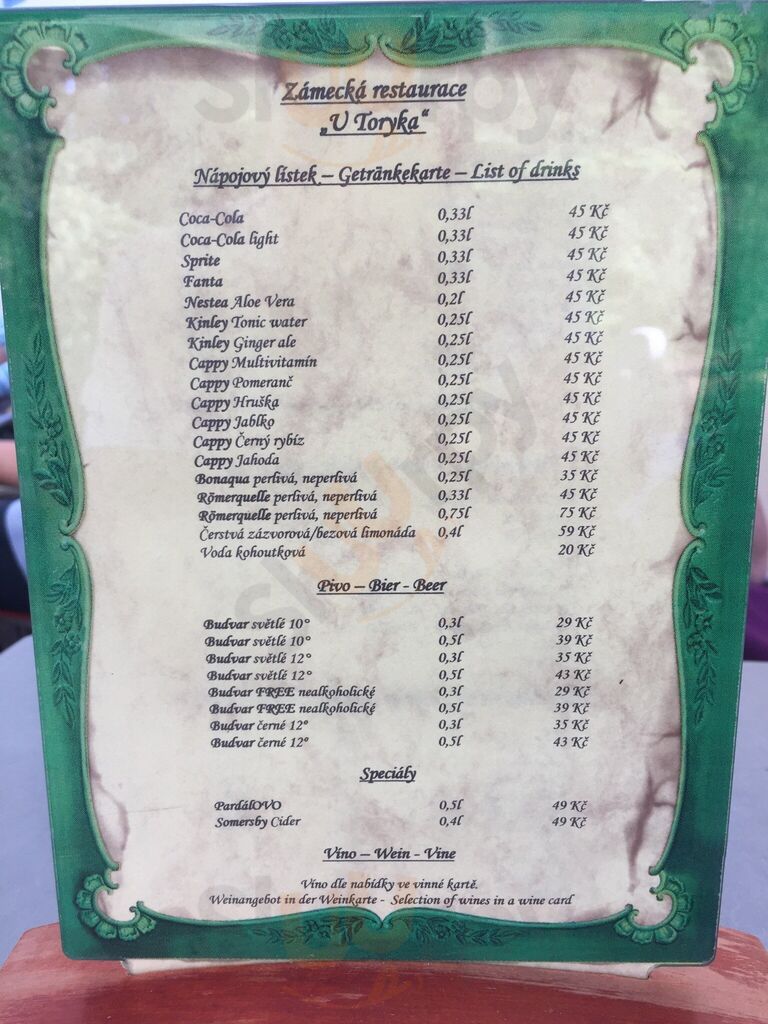 Zámecká restaurace
„U Toryka“
Nápojový lístek – Getränkekarte – List of drinks
Coca-Cola 0,33l 45 Kč
Coca-Cola light 0,33l 45 Kč
Sprite 0,33l 45 Kč
Fanta 0,33l 45 Kč
Nestea Aloe Vera 0,2l 45 Kč
Kinley Tonic water 0,25l 45 Kč
Kinley Ginger ale 0,25l 45 Kč
Cappy Multivitamín 0,25l 45 Kč
Cappy Pomeranč 0,25l 45 Kč
Cappy Hruška 0,25l 45 Kč
Cappy Jablko 0,25l 45 Kč
Cappy Černý rybíz 0,25l 45 Kč
Cappy Jahoda 0,25l 45 Kč
Bonaqua perlivá, neperlivá 0,25l 35 Kč
Römerquelle perlivá, neperlivá 0,33l 45 Kč
Römerquelle perlivá, neperlivá 0,75l 75 Kč
Čerstvá zázvorová/bezová limonáda 0,4l 59 Kč
Voda kohoutková 20 Kč
Pivo – Bier - Beer
Budvar světlé 10° 0,3l 29 Kč
Budvar světlé 10° 0,5l 39 Kč
Budvar světlé 12° 0,3l 35 Kč
Budvar světlé 12° 0,5l 43 Kč
Budvar FREE nealkoholické 0,3l 29 Kč
Budvar FREE nealkoholické 0,5l 39 Kč
Budvar černé 12° 0,3l 35 Kč
Budvar černé 12° 0,5l 43 Kč
Speciály
PardálOVO 0,5l 49 Kč
Somersby Cider 0,4l 49 Kč
Víno – Wein - Vine
Víno dle nabídky ve vinné kartě.
Weinangebot in der Weinkarte - Selection of wines in a wine card